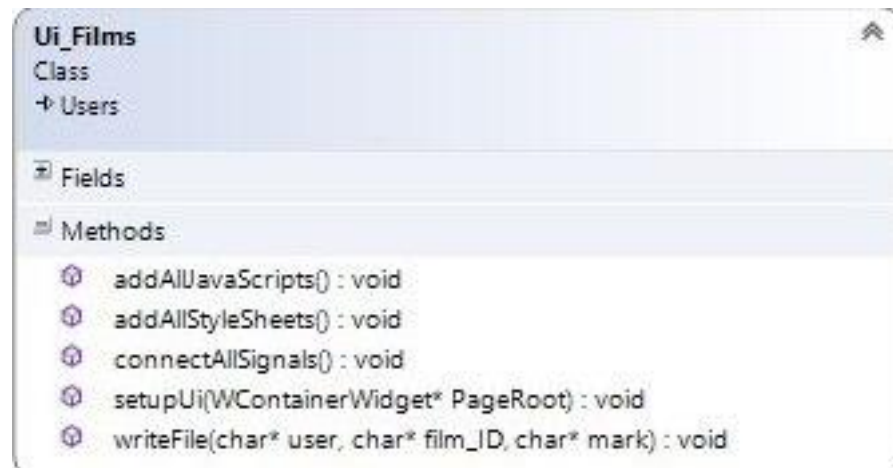 Ui_Films
Class
Users
Fields
Methods
addAllJavaScripts() : void
addAllStyleSheets() : void
connectAllSignals() : void
setupUi(WContainerWidget* PageRoot) : void
writeFile(char* user, char* film_ID, char* mark) : void